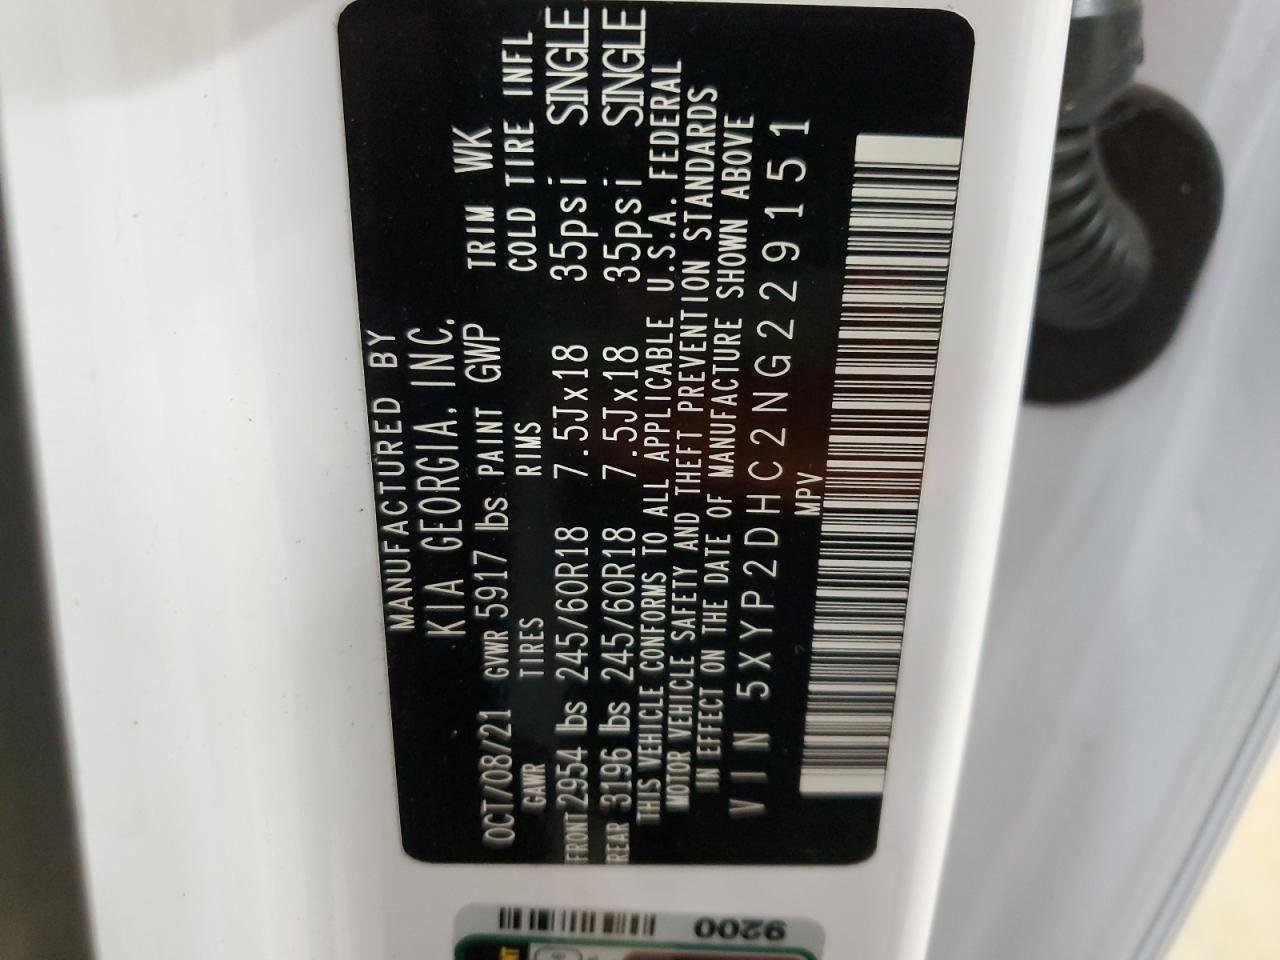 MANUFACTURED BY
KIA GEORGIA, INC.
OCT/08/21 GVWR 5917 lbs PAINT GWP TRIM WK
GAWR TIRES RIMS COLD TIRE INFL
FRONT 2954 lbs 245/60R18 7.5Jx18 35psi SINGLE
REAR 3196 lbs 245/60R18 7.5Jx18 35psi SINGLE
THIS VEHICLE CONFORMS TO ALL APPLICABLE U.S.A. FEDERAL
MOTOR VEHICLE SAFETY AND THEFT PREVENTION STANDARDS
IN EFFECT ON THE DATE OF MANUFACTURE SHOWN ABOVE
VIN 5XYP2DHC2NG229151
MPV
9200